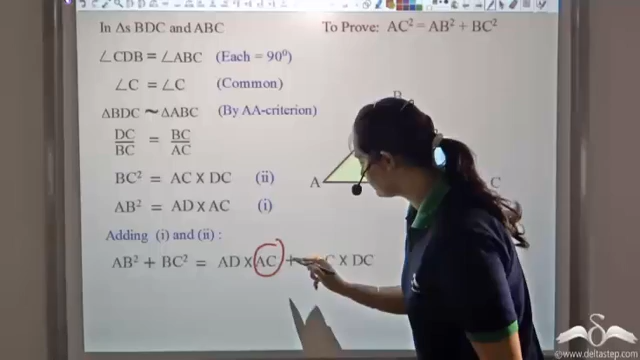 In Δs BDC and ABC
To Prove: AC² = AB² + BC²
∠CDB = ∠ABC (Each = 90⁰)
∠C = ∠C (Common)
ΔBDC ~ ΔABC (By AA-criterion)
DC/BC = BC/AC
BC² = AC X DC (ii)
AB² = AD X AC (i)
Adding (i) and (ii) :
AB² + BC² = AD X AC + C X DC
B
A
C
© www.deltastep.com